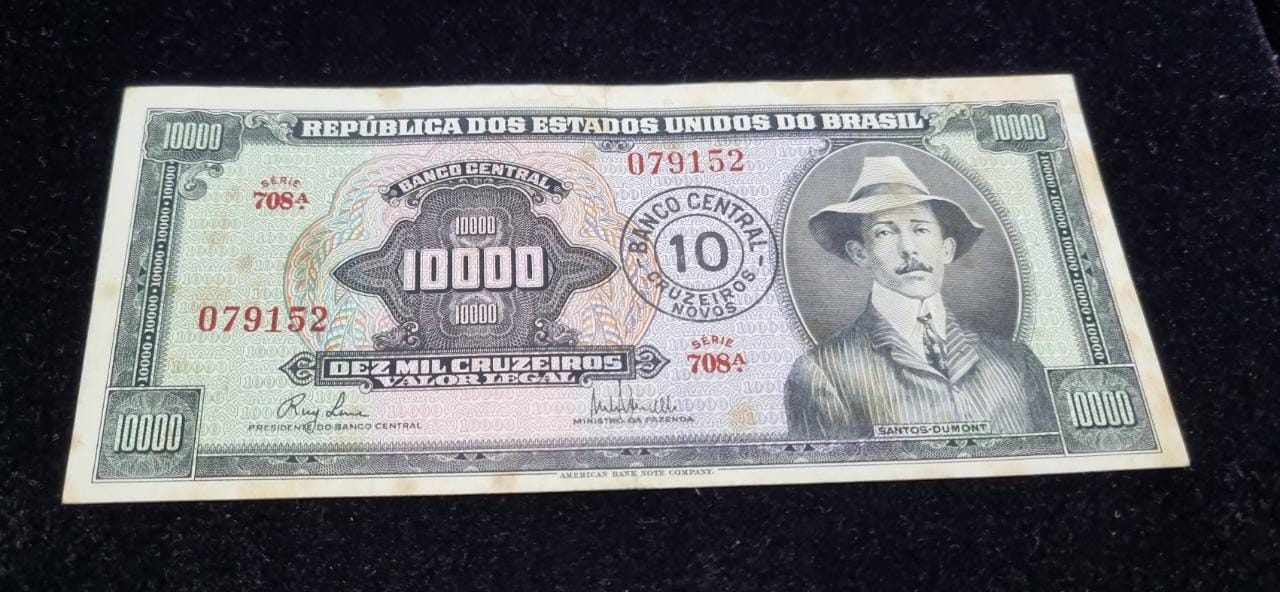 10000
REPÚBLICA DOS ESTADOS UNIDOS DO BRASIL
10000
079152
SÉRIE
708A.
BANCO CENTRAL
10000
10000
10000
-BANCO CENTRAL-
10
CRUZEIROS
NOVOS
079152
SÉRIE
708A.
DEZ MIL CRUZEIROS
VALOR LEGAL
PRESIDENTE DO BANCO CENTRAL
MINISTRO DA FAZENDA
SANTOS-DUMONT
10000
10000
AMERICAN BANK NOTE COMPANY.